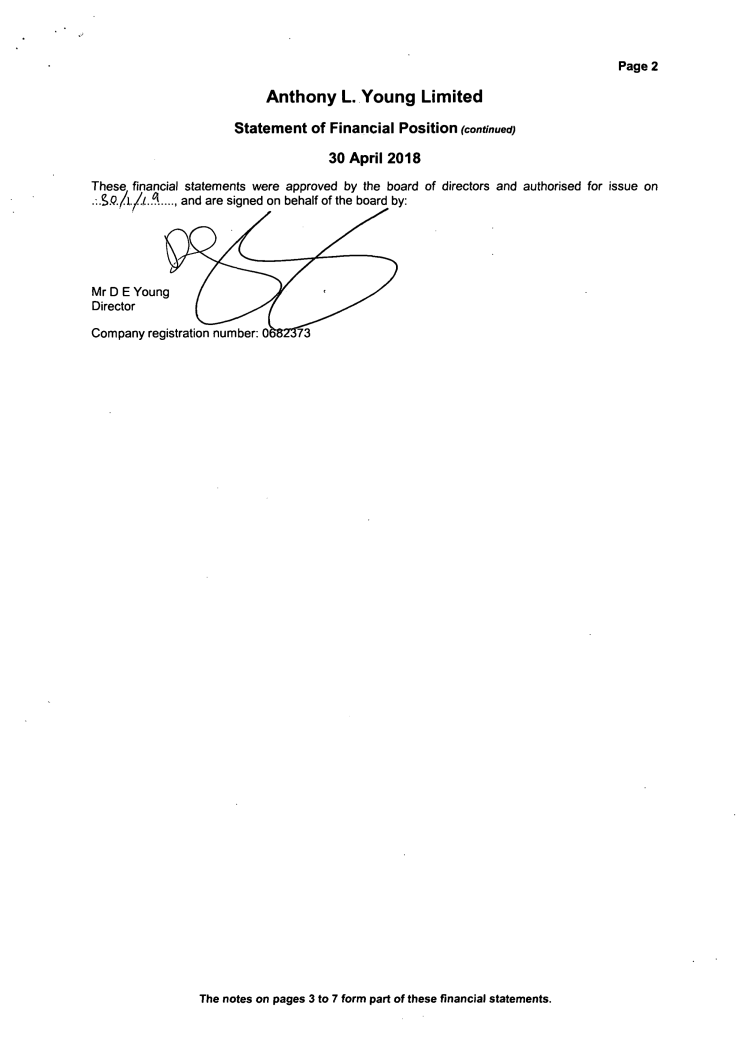 Page 2
Anthony L. Young Limited
Statement of Financial Position (continued)
30 April 2018
These financial statements were approved by the board of directors and authorised for issue on
30/1/19, and are signed on behalf of the board by:
Mr D E Young
Director
Company registration number: 0682373
The notes on pages 3 to 7 form part of these financial statements.